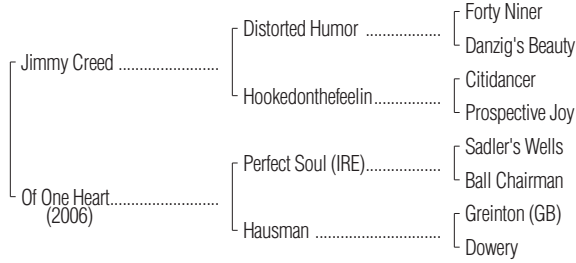 Forty Niner
Distorted Humor ..................
Danzig's Beauty
Jimmy Creed ........................
Citidancer
Hookedonthefeelin................
Prospective Joy
Sadler's Wells
Perfect Soul (IRE)..................
Ball Chairman
Of One Heart..........................
(2006)
Greinton (GB)
Hausman ..............................
Dowery